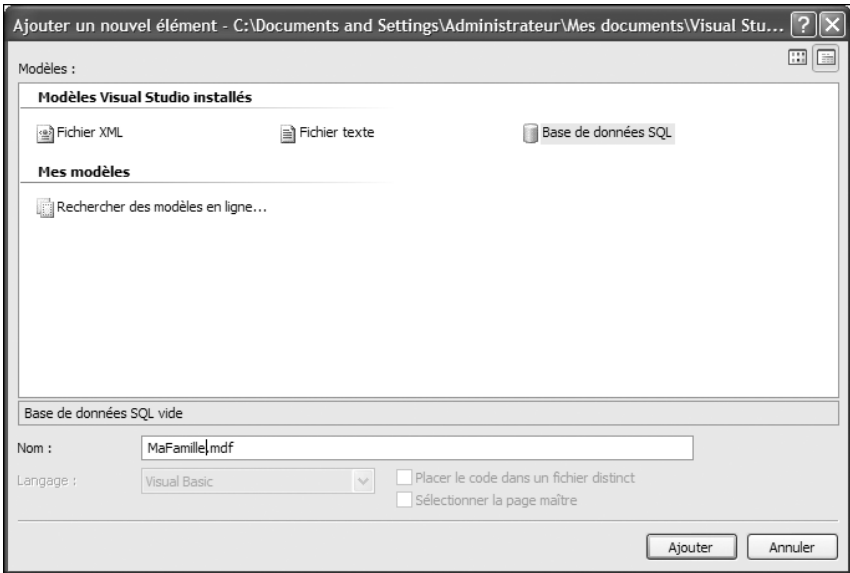 Ajouter un nouvel élément - C:\Documents and Settings\Administrateur\Mes documents\Visual Stu...
Modèles :
Modèles Visual Studio installés
Fichier XML Fichier texte Base de données SQL
Mes modèles
Rechercher des modèles en ligne...
Base de données SQL vide
Nom : MaFamille.mdf
Langage : Visual Basic Placer le code dans un fichier distinct
Sélectionner la page maître
Ajouter Annuler